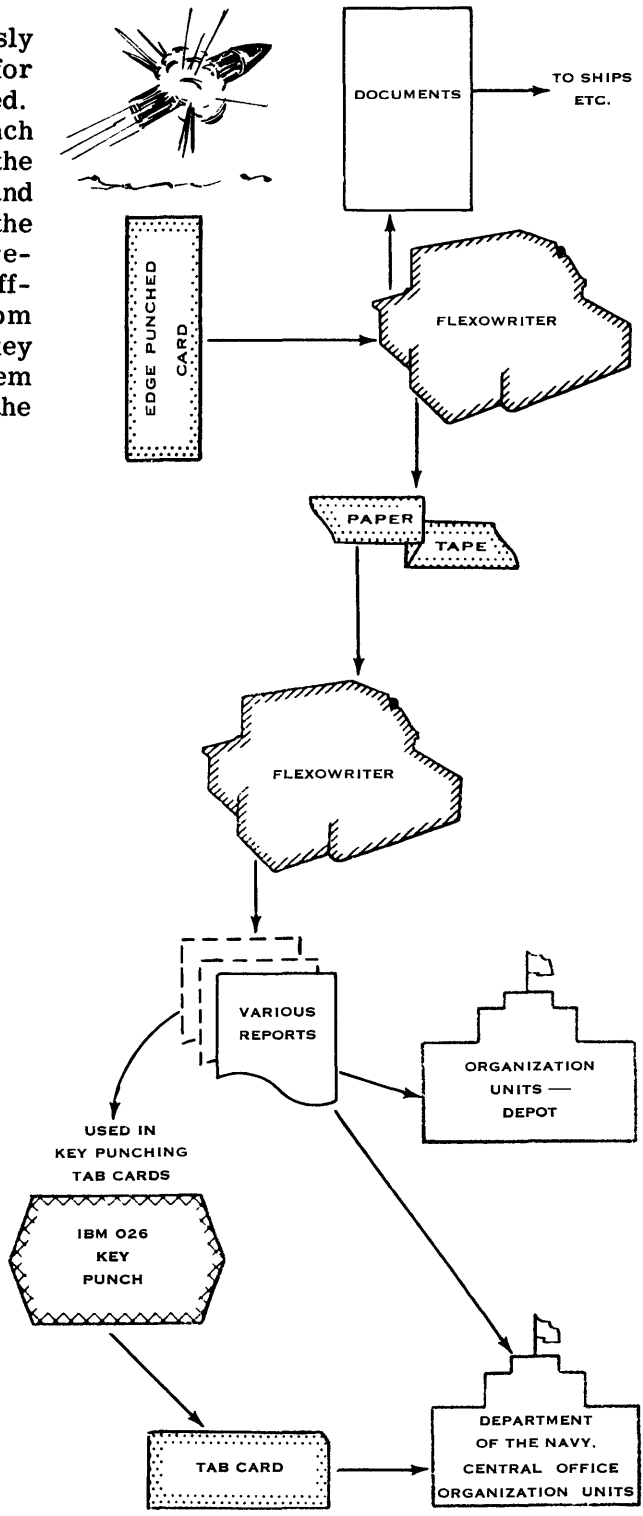 sly
for
ed.
ach
the
and
the
re-
ff-
om
key
em
the
DOCUMENTS
TO SHIPS
ETC.
EDGE PUNCHED
CARD
FLEXOWRITER
PAPER
TAPE
FLEXOWRITER
VARIOUS
REPORTS
ORGANIZATION
UNITS —
DEPOT
USED IN
KEY PUNCHING
TAB CARDS
IBM 026
KEY
PUNCH
TAB CARD
DEPARTMENT
OF THE NAVY.
CENTRAL OFFICE
ORGANIZATION UNITS